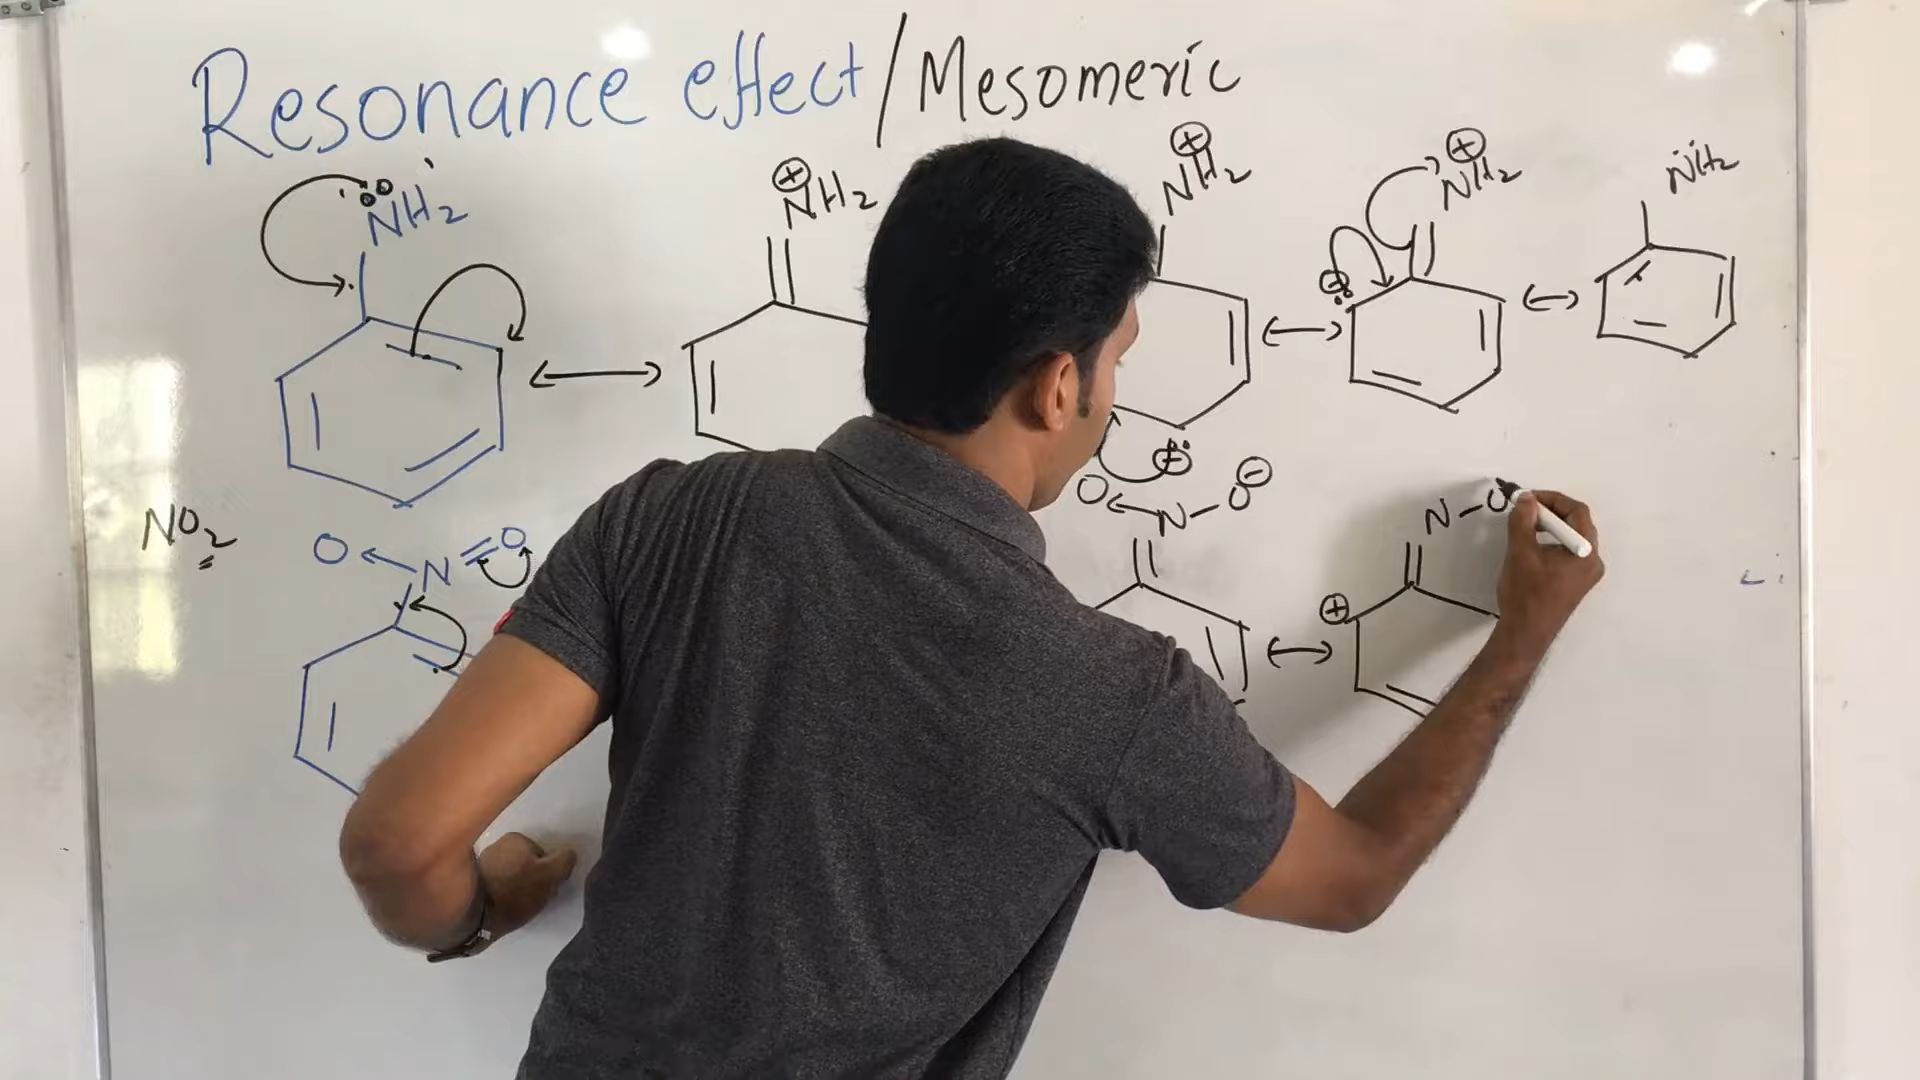 Resonance effect/Mesomeric
NH2
⊕
NH2
⊕
NH2
⊕
NH2
NH2
NO2
O ← N = O
O ← N - O ⊖
⊕
N - O